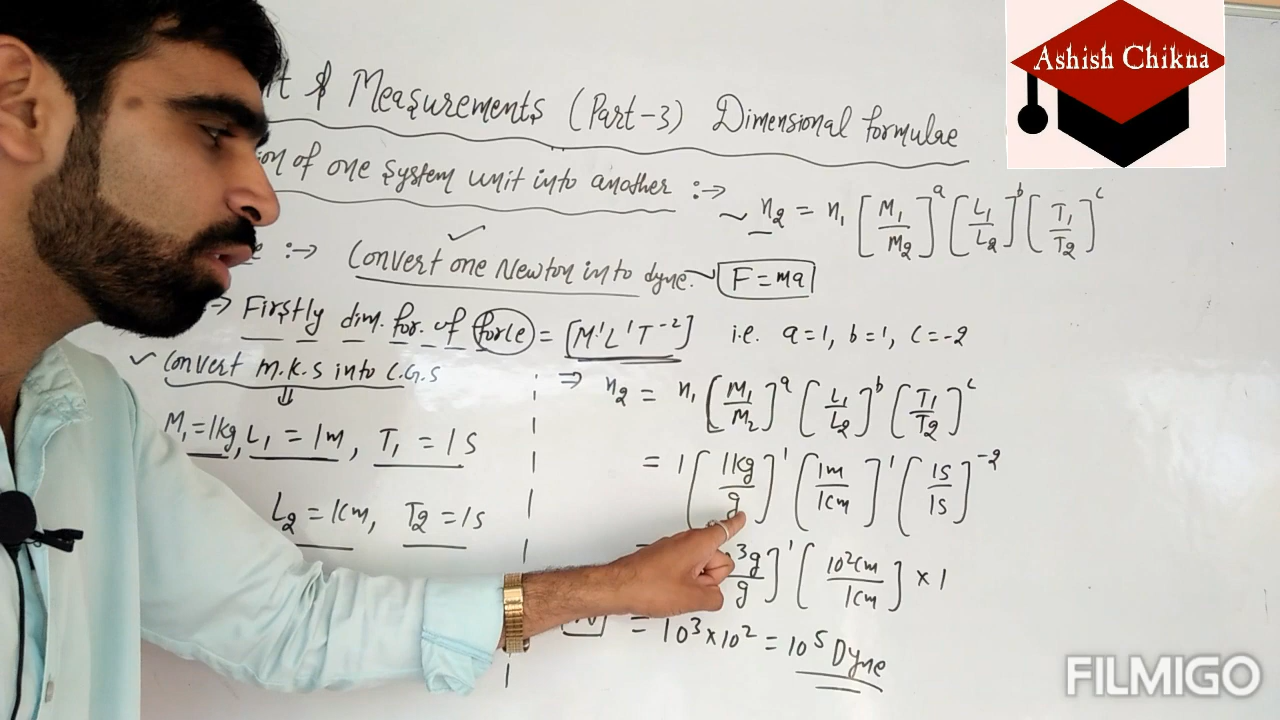 Ashish Chikna
& Measurements (Part-3) Dimensional formulae
of one system unit into another :→
n₂ = n₁ [M₁/M₂]ᵃ [L₁/L₂]ᵇ [T₁/T₂]ᶜ
:→ Convert one Newton into dyne. F = ma
→ Firstly dim. for. of force = [M¹L¹T⁻²] i.e. a=1, b=1, c=-2
✓ Convert M.K.S into C.G.S
⇓
M₁=1kg, L₁ = 1m, T₁ = 1s
L₂ = 1cm, T₂ = 1s
⇒ n₂ = n₁ [M₁/M₂]ᵃ [L₁/L₂]ᵇ [T₁/T₂]ᶜ
= 1 [1kg/g]¹ [1m/1cm]¹ [1s/1s]⁻²
³g/g]¹ [10²cm/1cm] × 1
= 10³×10² = 10⁵ Dyne
FILMIGO